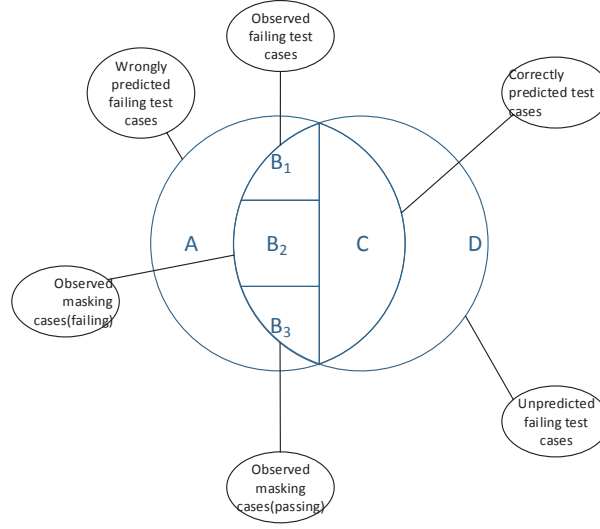 Observed
failing test
cases
Wrongly
predicted
failing test
cases
Correctly
predicted test
cases
B1
A
B2
C
D
Observed
masking
cases(failing)
B3
Unpredicted
failing test
cases
Observed
masking
cases(passing)